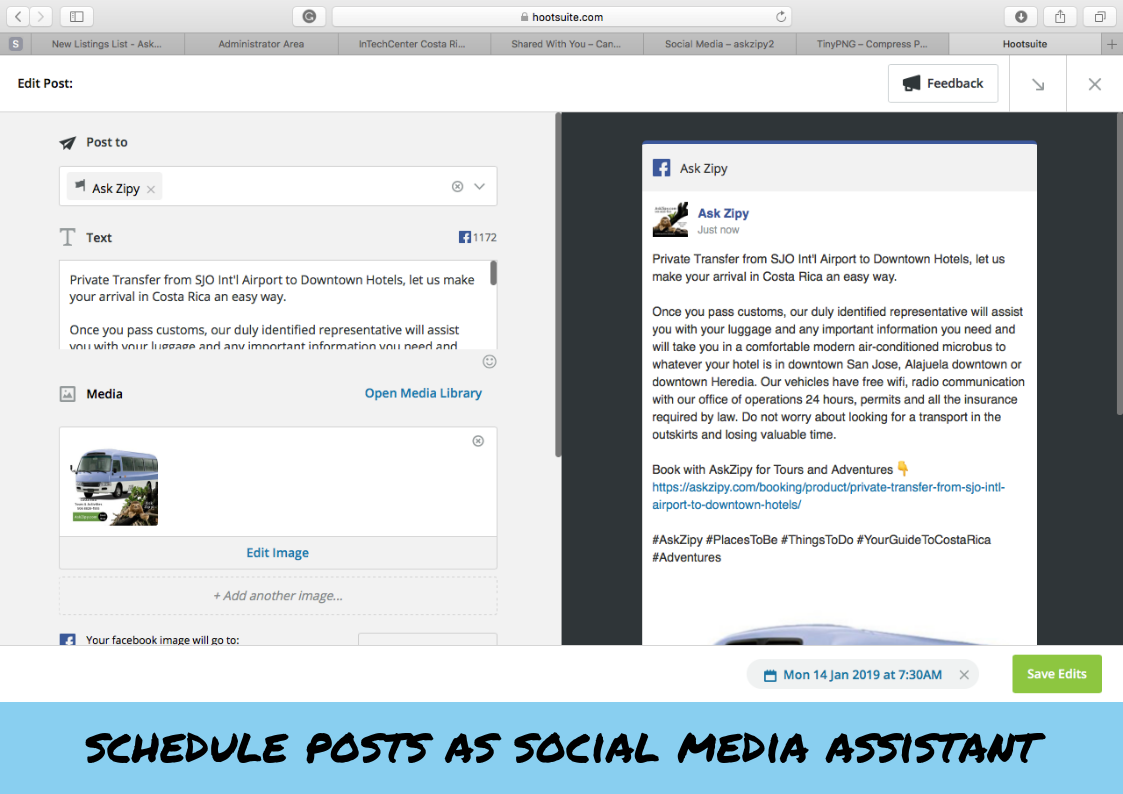 hootsuite.com
S
New Listings List - Ask...
Administrator Area
InTechCenter Costa Ri...
Shared With You – Can...
Social Media – askzipy2
TinyPNG – Compress P...
Hootsuite
Edit Post:
Feedback
Post to
Ask Zipy
Text
1172
Private Transfer from SJO Int'l Airport to Downtown Hotels, let us make
your arrival in Costa Rica an easy way.
Once you pass customs, our duly identified representative will assist
you with your luggage and any important information you need and
Media
Open Media Library
Edit Image
+ Add another image...
Your facebook image will go to:
Ask Zipy
Ask Zipy
Just now
Private Transfer from SJO Int'l Airport to Downtown Hotels, let us
make your arrival in Costa Rica an easy way.
Once you pass customs, our duly identified representative will assist
you with your luggage and any important information you need and
will take you in a comfortable modern air-conditioned microbus to
whatever your hotel is in downtown San Jose, Alajuela downtown or
downtown Heredia. Our vehicles have free wifi, radio communication
with our office of operations 24 hours, permits and all the insurance
required by law. Do not worry about looking for a transport in the
outskirts and losing valuable time.
Book with AskZipy for Tours and Adventures 👇
https://askzipy.com/booking/product/private-transfer-from-sjo-intl-
airport-to-downtown-hotels/
#AskZipy #PlacesToBe #ThingsToDo #YourGuideToCostaRica
#Adventures
Mon 14 Jan 2019 at 7:30AM
Save Edits
SCHEDULE POSTS AS SOCIAL MEDIA ASSISTANT